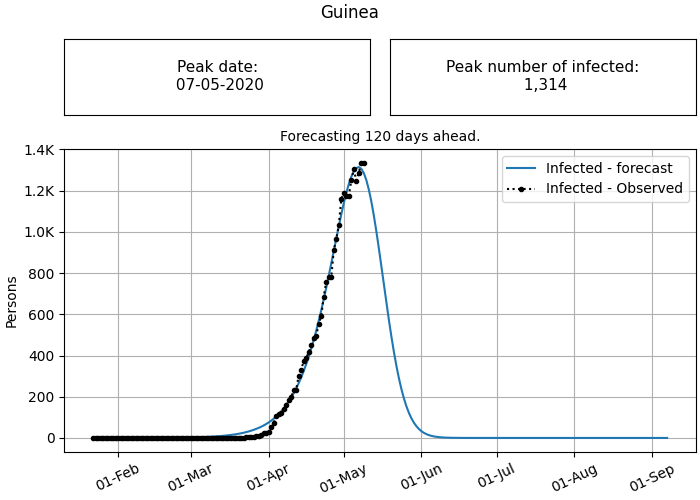 Guinea
Peak date:
07-05-2020
Peak number of infected:
1,314
Forecasting 120 days ahead.
1.4K
1.2K
1.0K
800
600
400
200
0
Persons
Infected - forecast
Infected - Observed
01-Feb
01-Mar
01-Apr
01-May
01-Jun
01-Jul
01-Aug
01-Sep